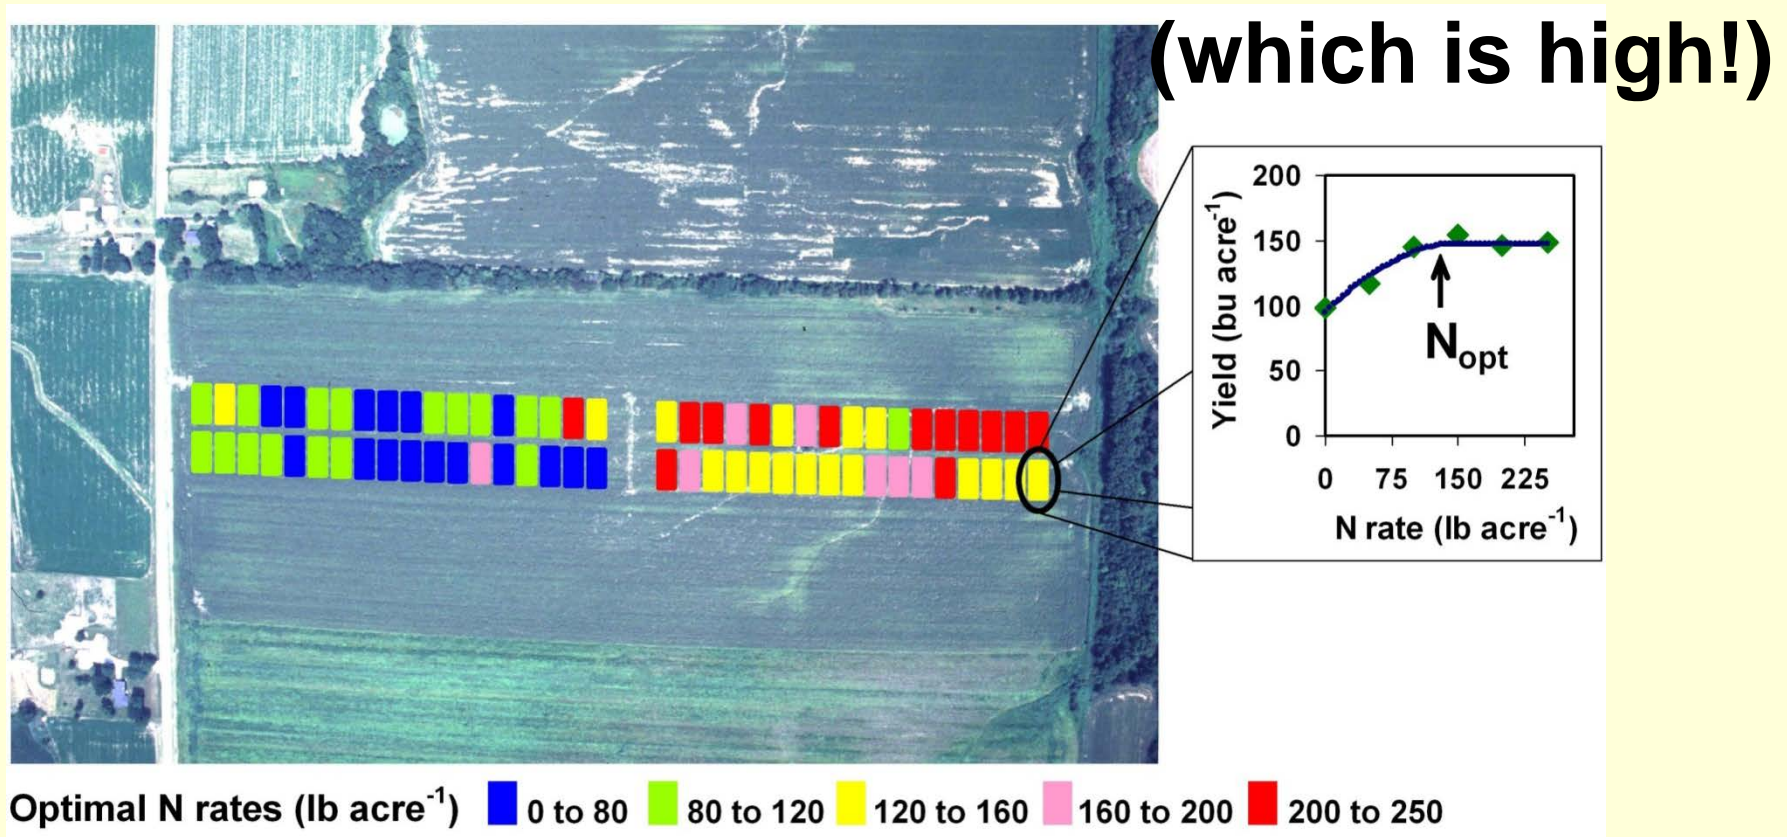 (which is high!)
200
150
100
50
0
Yield (bu acre⁻¹)
N_opt
0 75 150 225
N rate (lb acre⁻¹)
Optimal N rates (lb acre⁻¹) 0 to 80 80 to 120 120 to 160 160 to 200 200 to 250